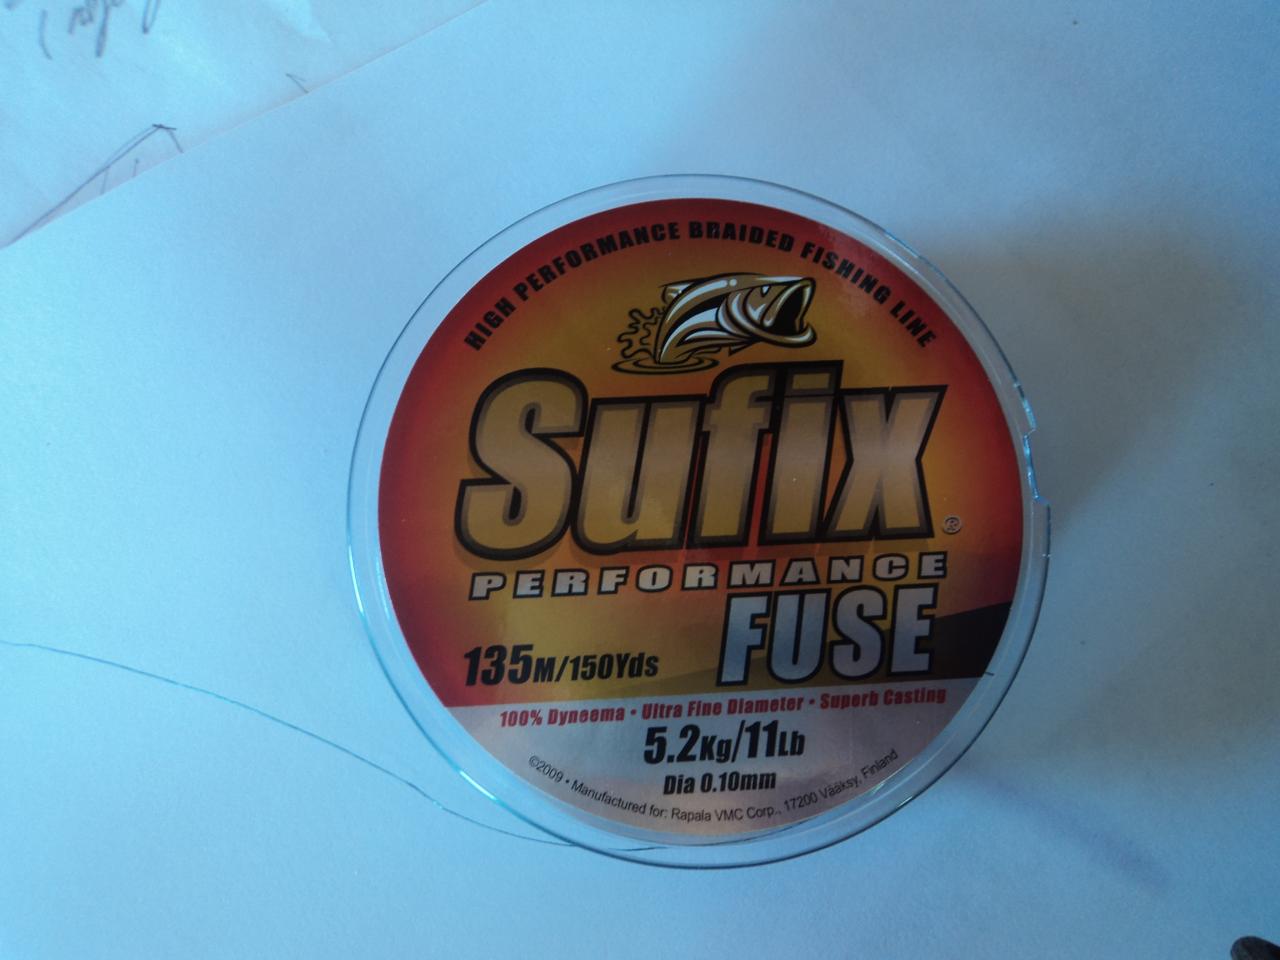 HIGH PERFORMANCE BRAIDED FISHING LINE
Sufix®
PERFORMANCE
FUSE
135M/150Yds
100% Dyneema • Ultra Fine Diameter • Superb Casting
5.2Kg/11Lb
Dia 0.10mm
©2009 • Manufactured for: Rapala VMC Corp., 17200 Vääksy, Finland